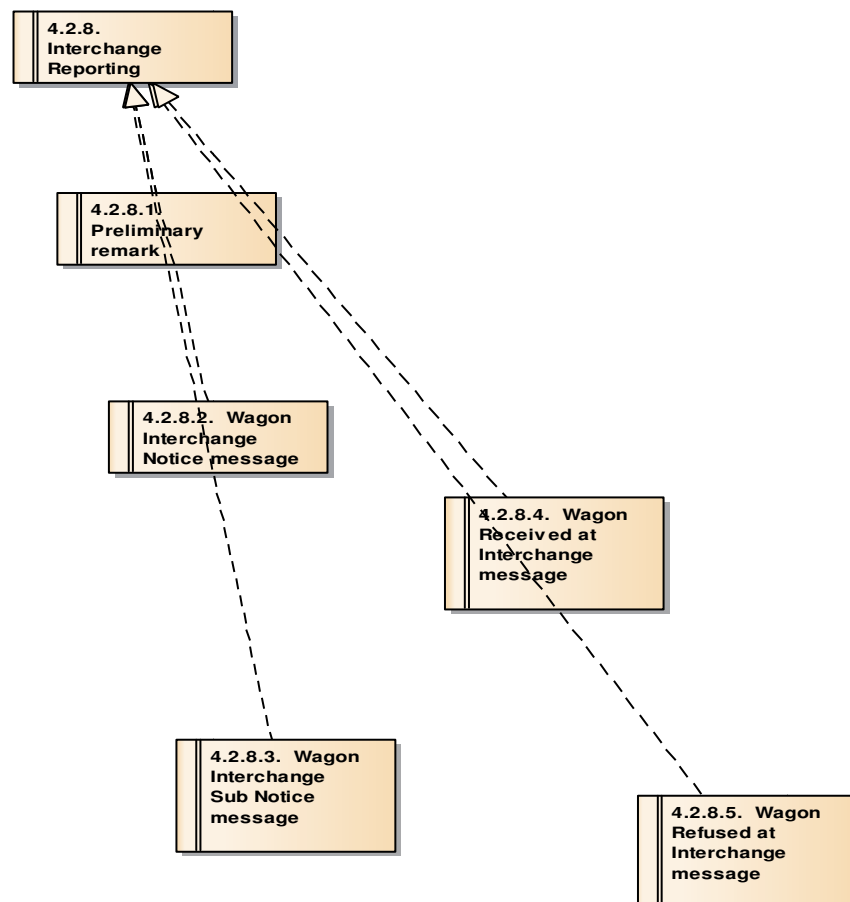 4.2.8.
Interchange
Reporting
4.2.8.1.
Preliminary
remark
4.2.8.2. Wagon
Interchange
Notice message
4.2.8.4. Wagon
Received at
Interchange
message
4.2.8.3. Wagon
Interchange
Sub Notice
message
4.2.8.5. Wagon
Refused at
Interchange
message